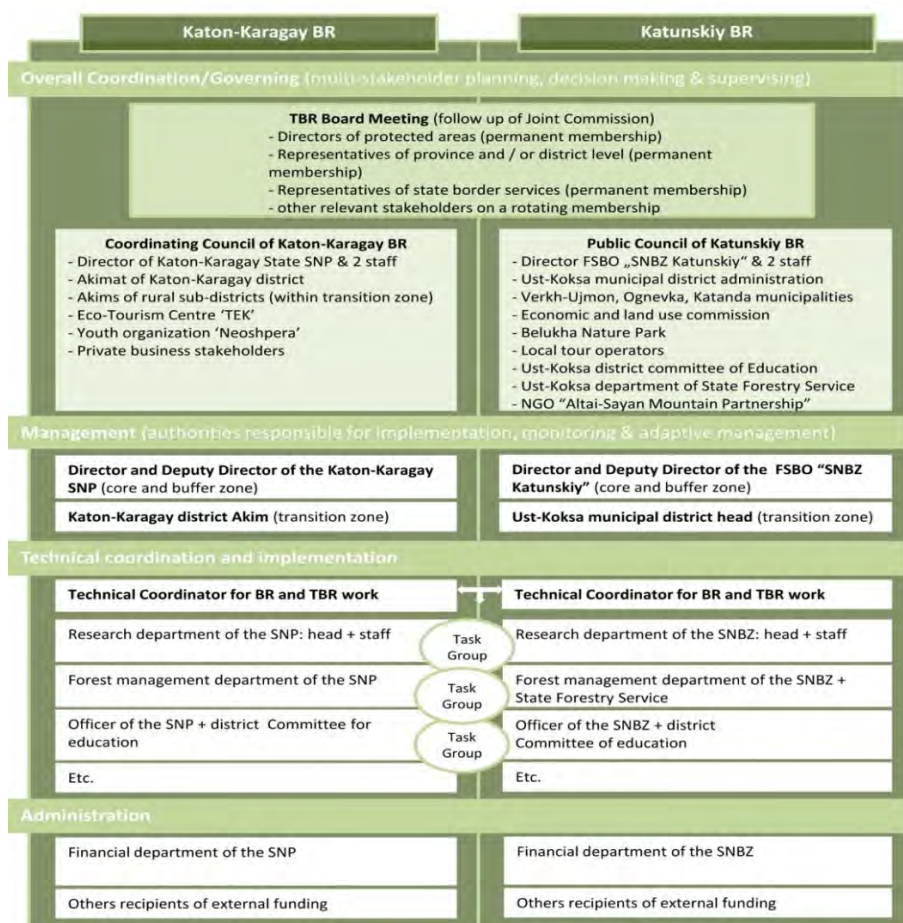 Katon-Karagay BR
Katunskiy BR
Overall Coordination/Governing (multi-stakeholder planning, decision making & supervising)
TBR Board Meeting (follow up of Joint Commission)
- Directors of protected areas (permanent membership)
- Representatives of province and / or district level (permanent
membership)
- Representatives of state border services (permanent membership)
- other relevant stakeholders on a rotating membership
Coordinating Council of Katon-Karagay BR
- Director of Katon-Karagay State SNP & 2 staff
- Akimat of Katon-Karagay district
- Akims of rural sub-districts (within transition zone)
- Eco-Tourism Centre ‘TEK’
- Youth organization ‘Neoshpera’
- Private business stakeholders
Public Council of Katunskiy BR
- Director FSBO „SNBZ Katunskiy“ & 2 staff
- Ust-Koksa municipal district administration
- Verkh-Ujmon, Ognevka, Katanda municipalities
- Economic and land use commission
- Belukha Nature Park
- Local tour operators
- Ust-Koksa district committee of Education
- Ust-Koksa department of State Forestry Service
- NGO “Altai-Sayan Mountain Partnership”
Management (authorities responsible for implementation, monitoring & adaptive management)
Director and Deputy Director of the Katon-Karagay
SNP (core and buffer zone)
Director and Deputy Director of the FSBO “SNBZ
Katunskiy” (core and buffer zone)
Katon-Karagay district Akim (transition zone)
Ust-Koksa municipal district head (transition zone)
Technical coordination and implementation
Technical Coordinator for BR and TBR work
Technical Coordinator for BR and TBR work
Research department of the SNP: head + staff
Task
Group
Research department of the SNBZ: head + staff
Forest management department of the SNP
Task
Group
Forest management department of the SNBZ +
State Forestry Service
Officer of the SNP + district Committee for
education
Task
Group
Officer of the SNBZ + district
Committee of education
Etc.
Etc.
Administration
Financial department of the SNP
Financial department of the SNBZ
Others recipients of external funding
Others recipients of external funding